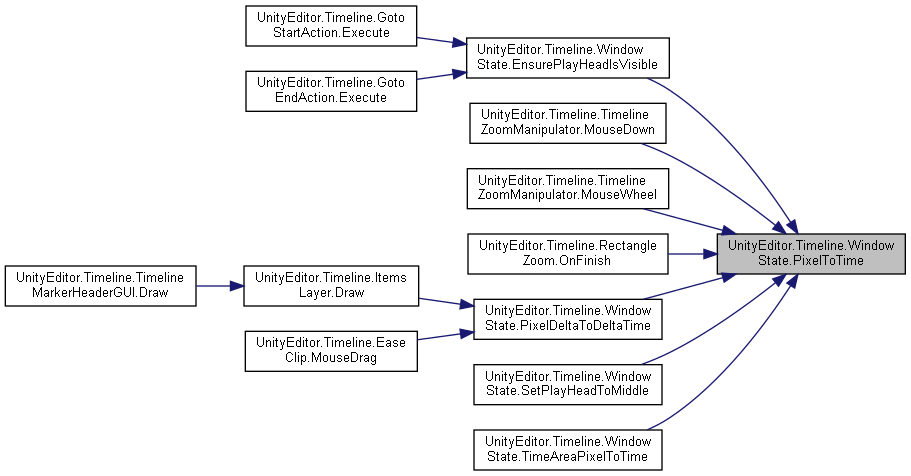 UnityEditor.Timeline.Goto
StartAction.Execute
UnityEditor.Timeline.Window
State.EnsurePlayHeadIsVisible
UnityEditor.Timeline.Goto
EndAction.Execute
UnityEditor.Timeline.Timeline
ZoomManipulator.MouseDown
UnityEditor.Timeline.Timeline
ZoomManipulator.MouseWheel
UnityEditor.Timeline.Rectangle
Zoom.OnFinish
UnityEditor.Timeline.Window
State.PixelToTime
UnityEditor.Timeline.Timeline
MarkerHeaderGUI.Draw
UnityEditor.Timeline.Items
Layer.Draw
UnityEditor.Timeline.Window
State.PixelDeltaToDeltaTime
UnityEditor.Timeline.Ease
Clip.MouseDrag
UnityEditor.Timeline.Window
State.SetPlayHeadToMiddle
UnityEditor.Timeline.Window
State.TimeAreaPixelToTime